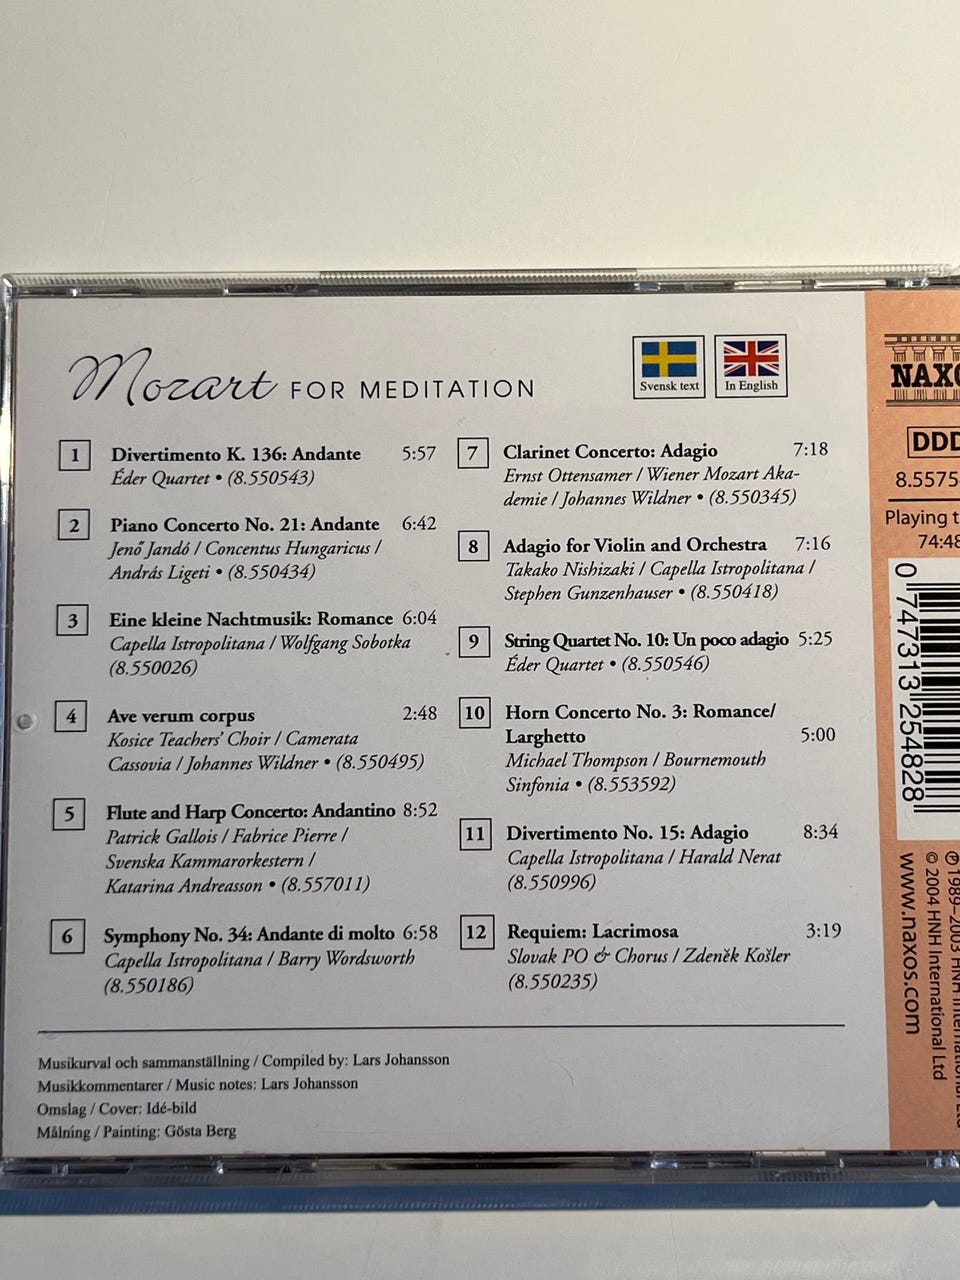 Mozart FOR MEDITATION
Svensk text
In English
1 Divertimento K. 136: Andante 5:57
Éder Quartet • (8.550543)
2 Piano Concerto No. 21: Andante 6:42
Jenő Jandó / Concentus Hungaricus /
András Ligeti • (8.550434)
3 Eine kleine Nachtmusik: Romance 6:04
Capella Istropolitana / Wolfgang Sobotka
(8.550026)
4 Ave verum corpus 2:48
Kosice Teachers' Choir / Camerata
Cassovia / Johannes Wildner • (8.550495)
5 Flute and Harp Concerto: Andantino 8:52
Patrick Gallois / Fabrice Pierre /
Svenska Kammarorkestern /
Katarina Andreasson • (8.557011)
6 Symphony No. 34: Andante di molto 6:58
Capella Istropolitana / Barry Wordsworth
(8.550186)
7 Clarinet Concerto: Adagio 7:18
Ernst Ottensamer / Wiener Mozart Aka-
demie / Johannes Wildner • (8.550345)
8 Adagio for Violin and Orchestra 7:16
Takako Nishizaki / Capella Istropolitana /
Stephen Gunzenhauser • (8.550418)
9 String Quartet No. 10: Un poco adagio 5:25
Éder Quartet • (8.550546)
10 Horn Concerto No. 3: Romance/
Larghetto 5:00
Michael Thompson / Bournemouth
Sinfonia • (8.553592)
11 Divertimento No. 15: Adagio 8:34
Capella Istropolitana / Harald Nerat
(8.550996)
12 Requiem: Lacrimosa 3:19
Slovak PO & Chorus / Zdeněk Košler
(8.550235)
Musikurval och sammanställning / Compiled by: Lars Johansson
Musikkommentarer / Music notes: Lars Johansson
Omslag / Cover: Idé-bild
Målning / Painting: Gösta Berg
NAXO
DDD
8.5575
Playing t
74:48
0 747313 254828
℗ 1989–2003 HNH International Ltd
© 2004 HNH International Ltd
www.naxos.com